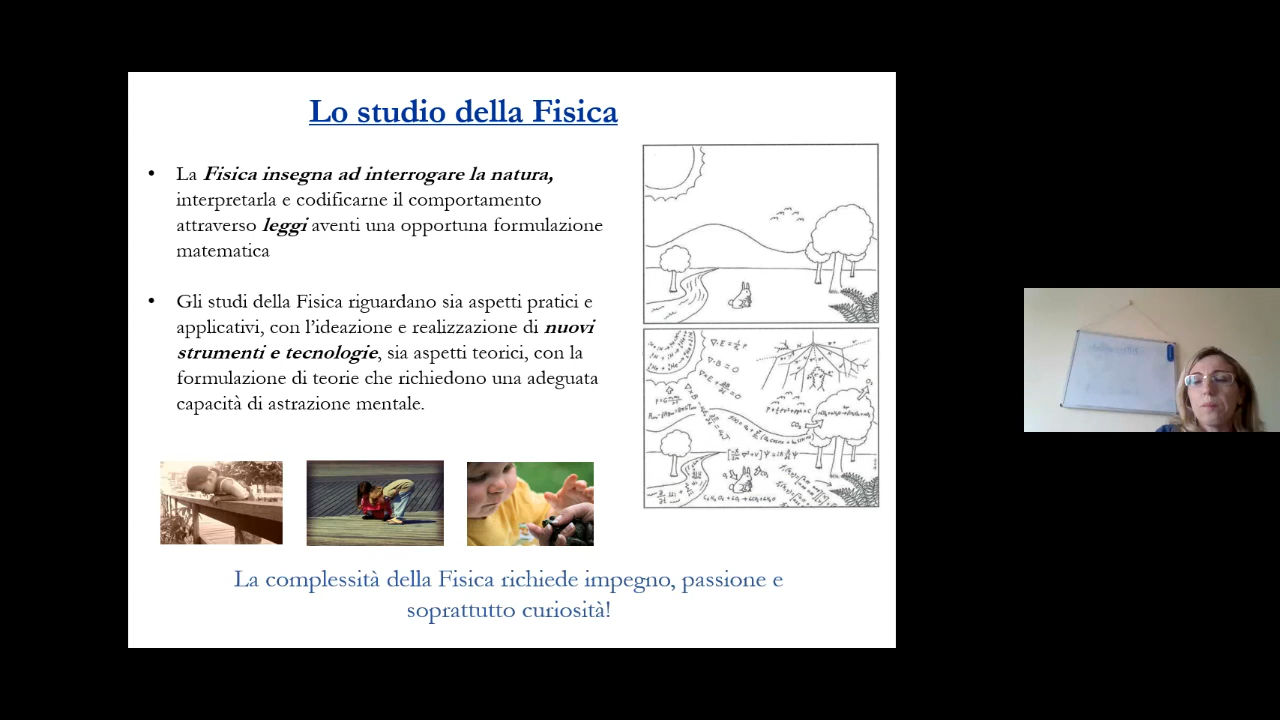 Lo studio della Fisica
• La Fisica insegna ad interrogare la natura,
interpretarla e codificarne il comportamento
attraverso leggi aventi una opportuna formulazione
matematica
• Gli studi della Fisica riguardano sia aspetti pratici e
applicativi, con l'ideazione e realizzazione di nuovi
strumenti e tecnologie, sia aspetti teorici, con la
formulazione di teorie che richiedono una adeguata
capacità di astrazione mentale.
∇·B=0
CO₂
O₂
La complessità della Fisica richiede impegno, passione e
soprattutto curiosità!